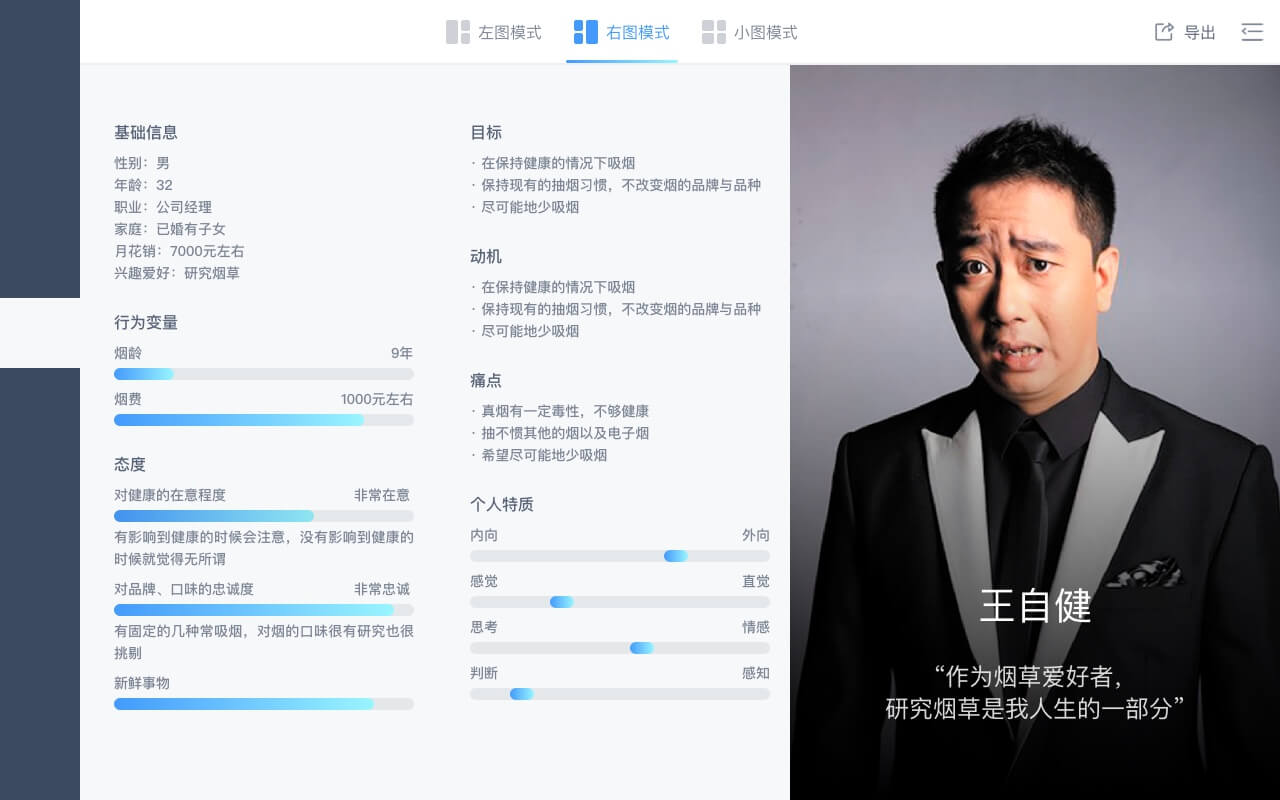 左图模式
右图模式
小图模式
导出
基础信息
性别：男
年龄：32
职业：公司经理
家庭：已婚有子女
月花销：7000元左右
兴趣爱好：研究烟草
行为变量
烟龄 9年
烟费 1000元左右
态度
对健康的在意程度 非常在意
有影响到健康的时候会注意，没有影响到健康的
时候就觉得无所谓
对品牌、口味的忠诚度 非常忠诚
有固定的几种常吸烟，对烟的口味很有研究也很
挑剔
新鲜事物
目标
· 在保持健康的情况下吸烟
· 保持现有的抽烟习惯，不改变烟的品牌与品种
· 尽可能地少吸烟
动机
· 在保持健康的情况下吸烟
· 保持现有的抽烟习惯，不改变烟的品牌与品种
· 尽可能地少吸烟
痛点
· 真烟有一定毒性，不够健康
· 抽不惯其他的烟以及电子烟
· 希望尽可能地少吸烟
个人特质
内向 外向
感觉 直觉
思考 情感
判断 感知
王自健
“作为烟草爱好者，
研究烟草是我人生的一部分”